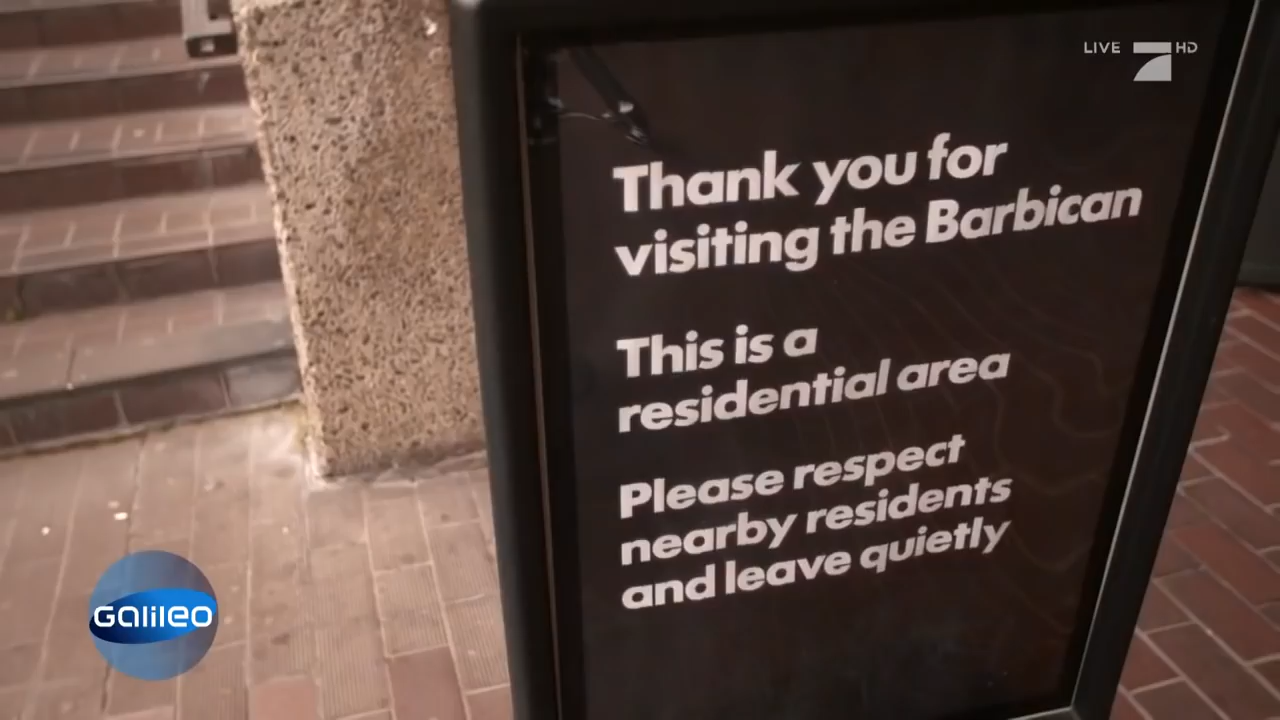 LIVE 7 HD
Thank you for
visiting the Barbican
This is a
residential area
Please respect
nearby residents
and leave quietly
Galileo